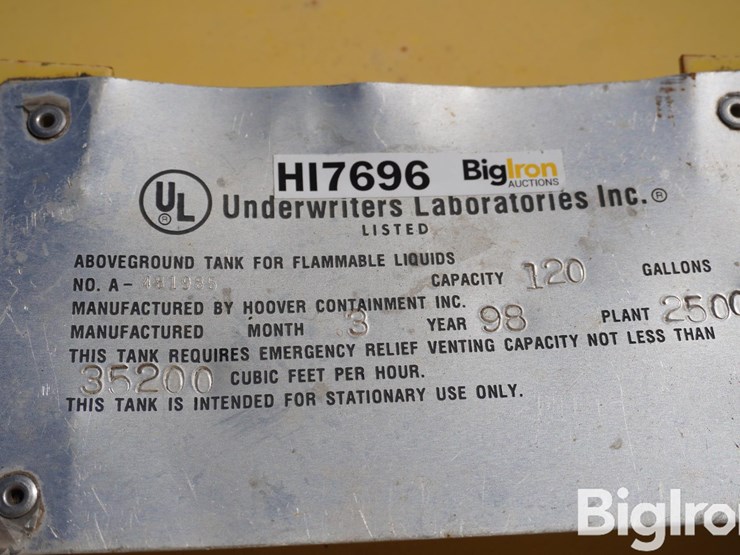 HI7696 BigIron
AUCTIONS
UL
®
Underwriters Laboratories Inc.®
LISTED
ABOVEGROUND TANK FOR FLAMMABLE LIQUIDS
NO. A- CAPACITY 120 GALLONS
MANUFACTURED BY HOOVER CONTAINMENT INC.
MANUFACTURED MONTH 3 YEAR 98 PLANT 2500
THIS TANK REQUIRES EMERGENCY RELIEF VENTING CAPACITY NOT LESS THAN
35200 CUBIC FEET PER HOUR.
THIS TANK IS INTENDED FOR STATIONARY USE ONLY.
BigIron